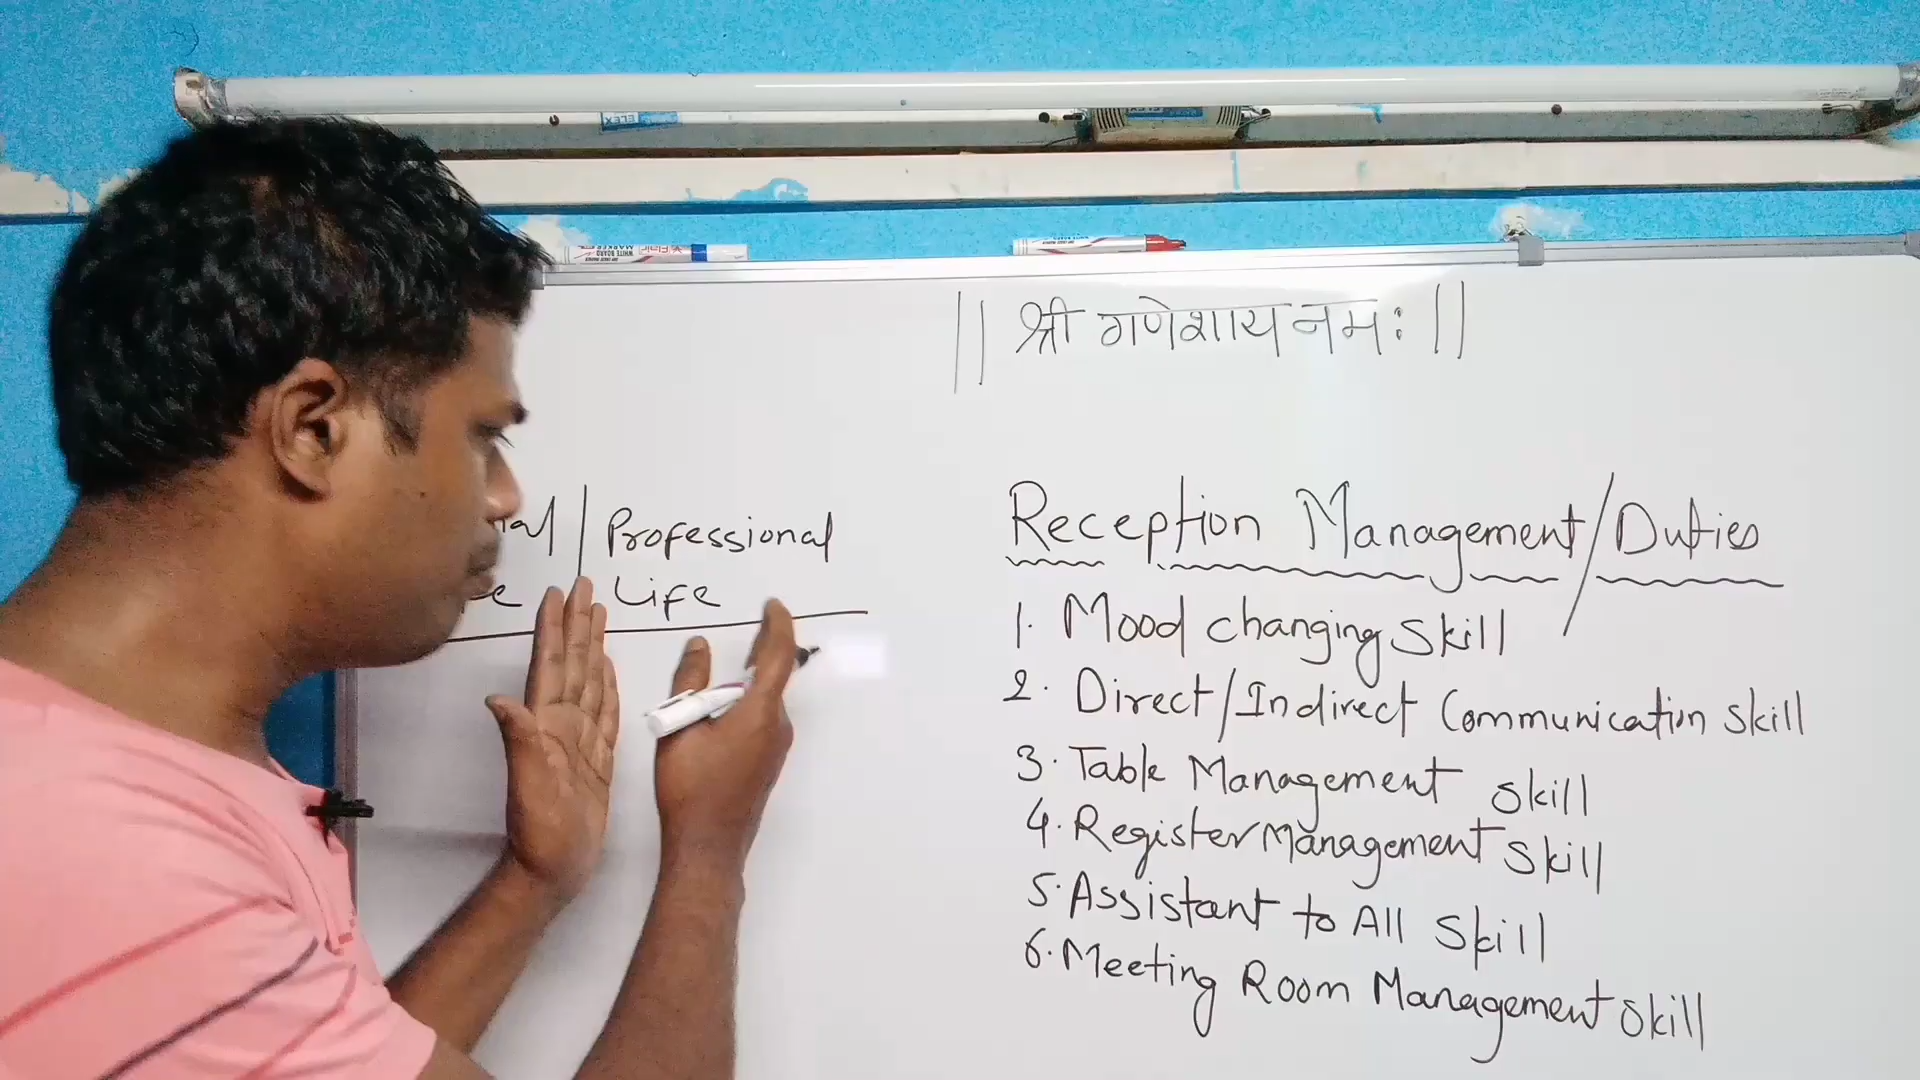 || श्री गणेशाय नमः ||
Professional
Life
Reception Management/Duties
1. Mood changing skill
2. Direct/Indirect Communication skill
3. Table Management skill
4. Register Management skill
5. Assistant to All skill
6. Meeting Room Management skill